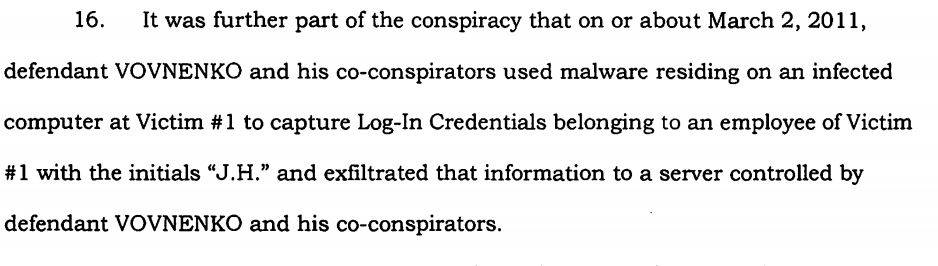 16. It was further part of the conspiracy that on or about March 2, 2011,
defendant VOVNENKO and his co-conspirators used malware residing on an infected
computer at Victim #1 to capture Log-In Credentials belonging to an employee of Victim
#1 with the initials “J.H.” and exfiltrated that information to a server controlled by
defendant VOVNENKO and his co-conspirators.